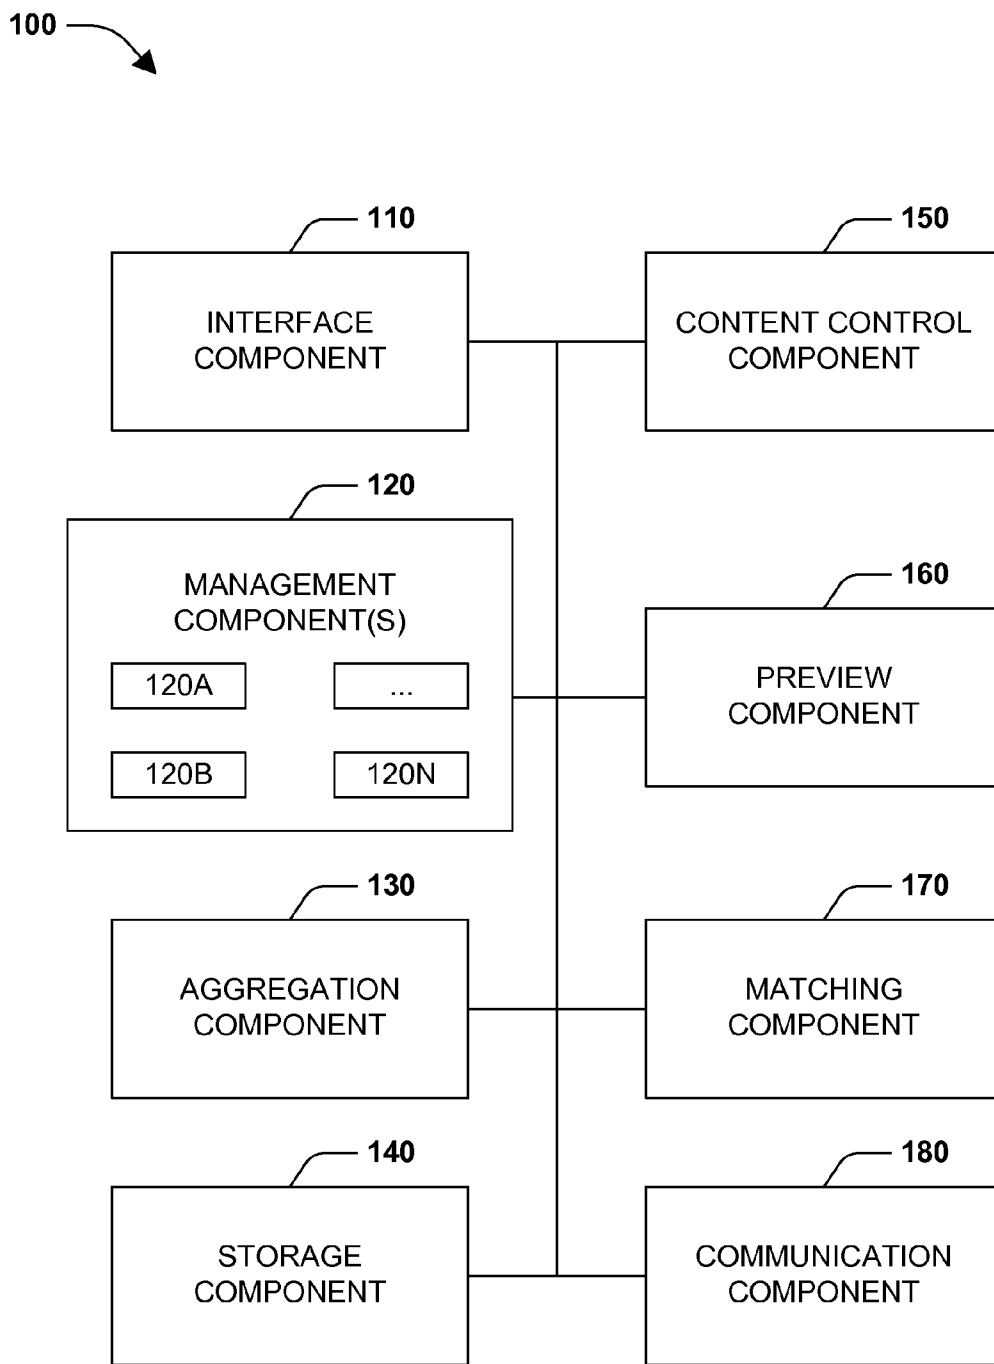 100
110
INTERFACE
COMPONENT
150
CONTENT CONTROL
COMPONENT
120
MANAGEMENT
COMPONENT(S)
120A
...
120B
120N
160
PREVIEW
COMPONENT
130
AGGREGATION
COMPONENT
170
MATCHING
COMPONENT
140
STORAGE
COMPONENT
180
COMMUNICATION
COMPONENT